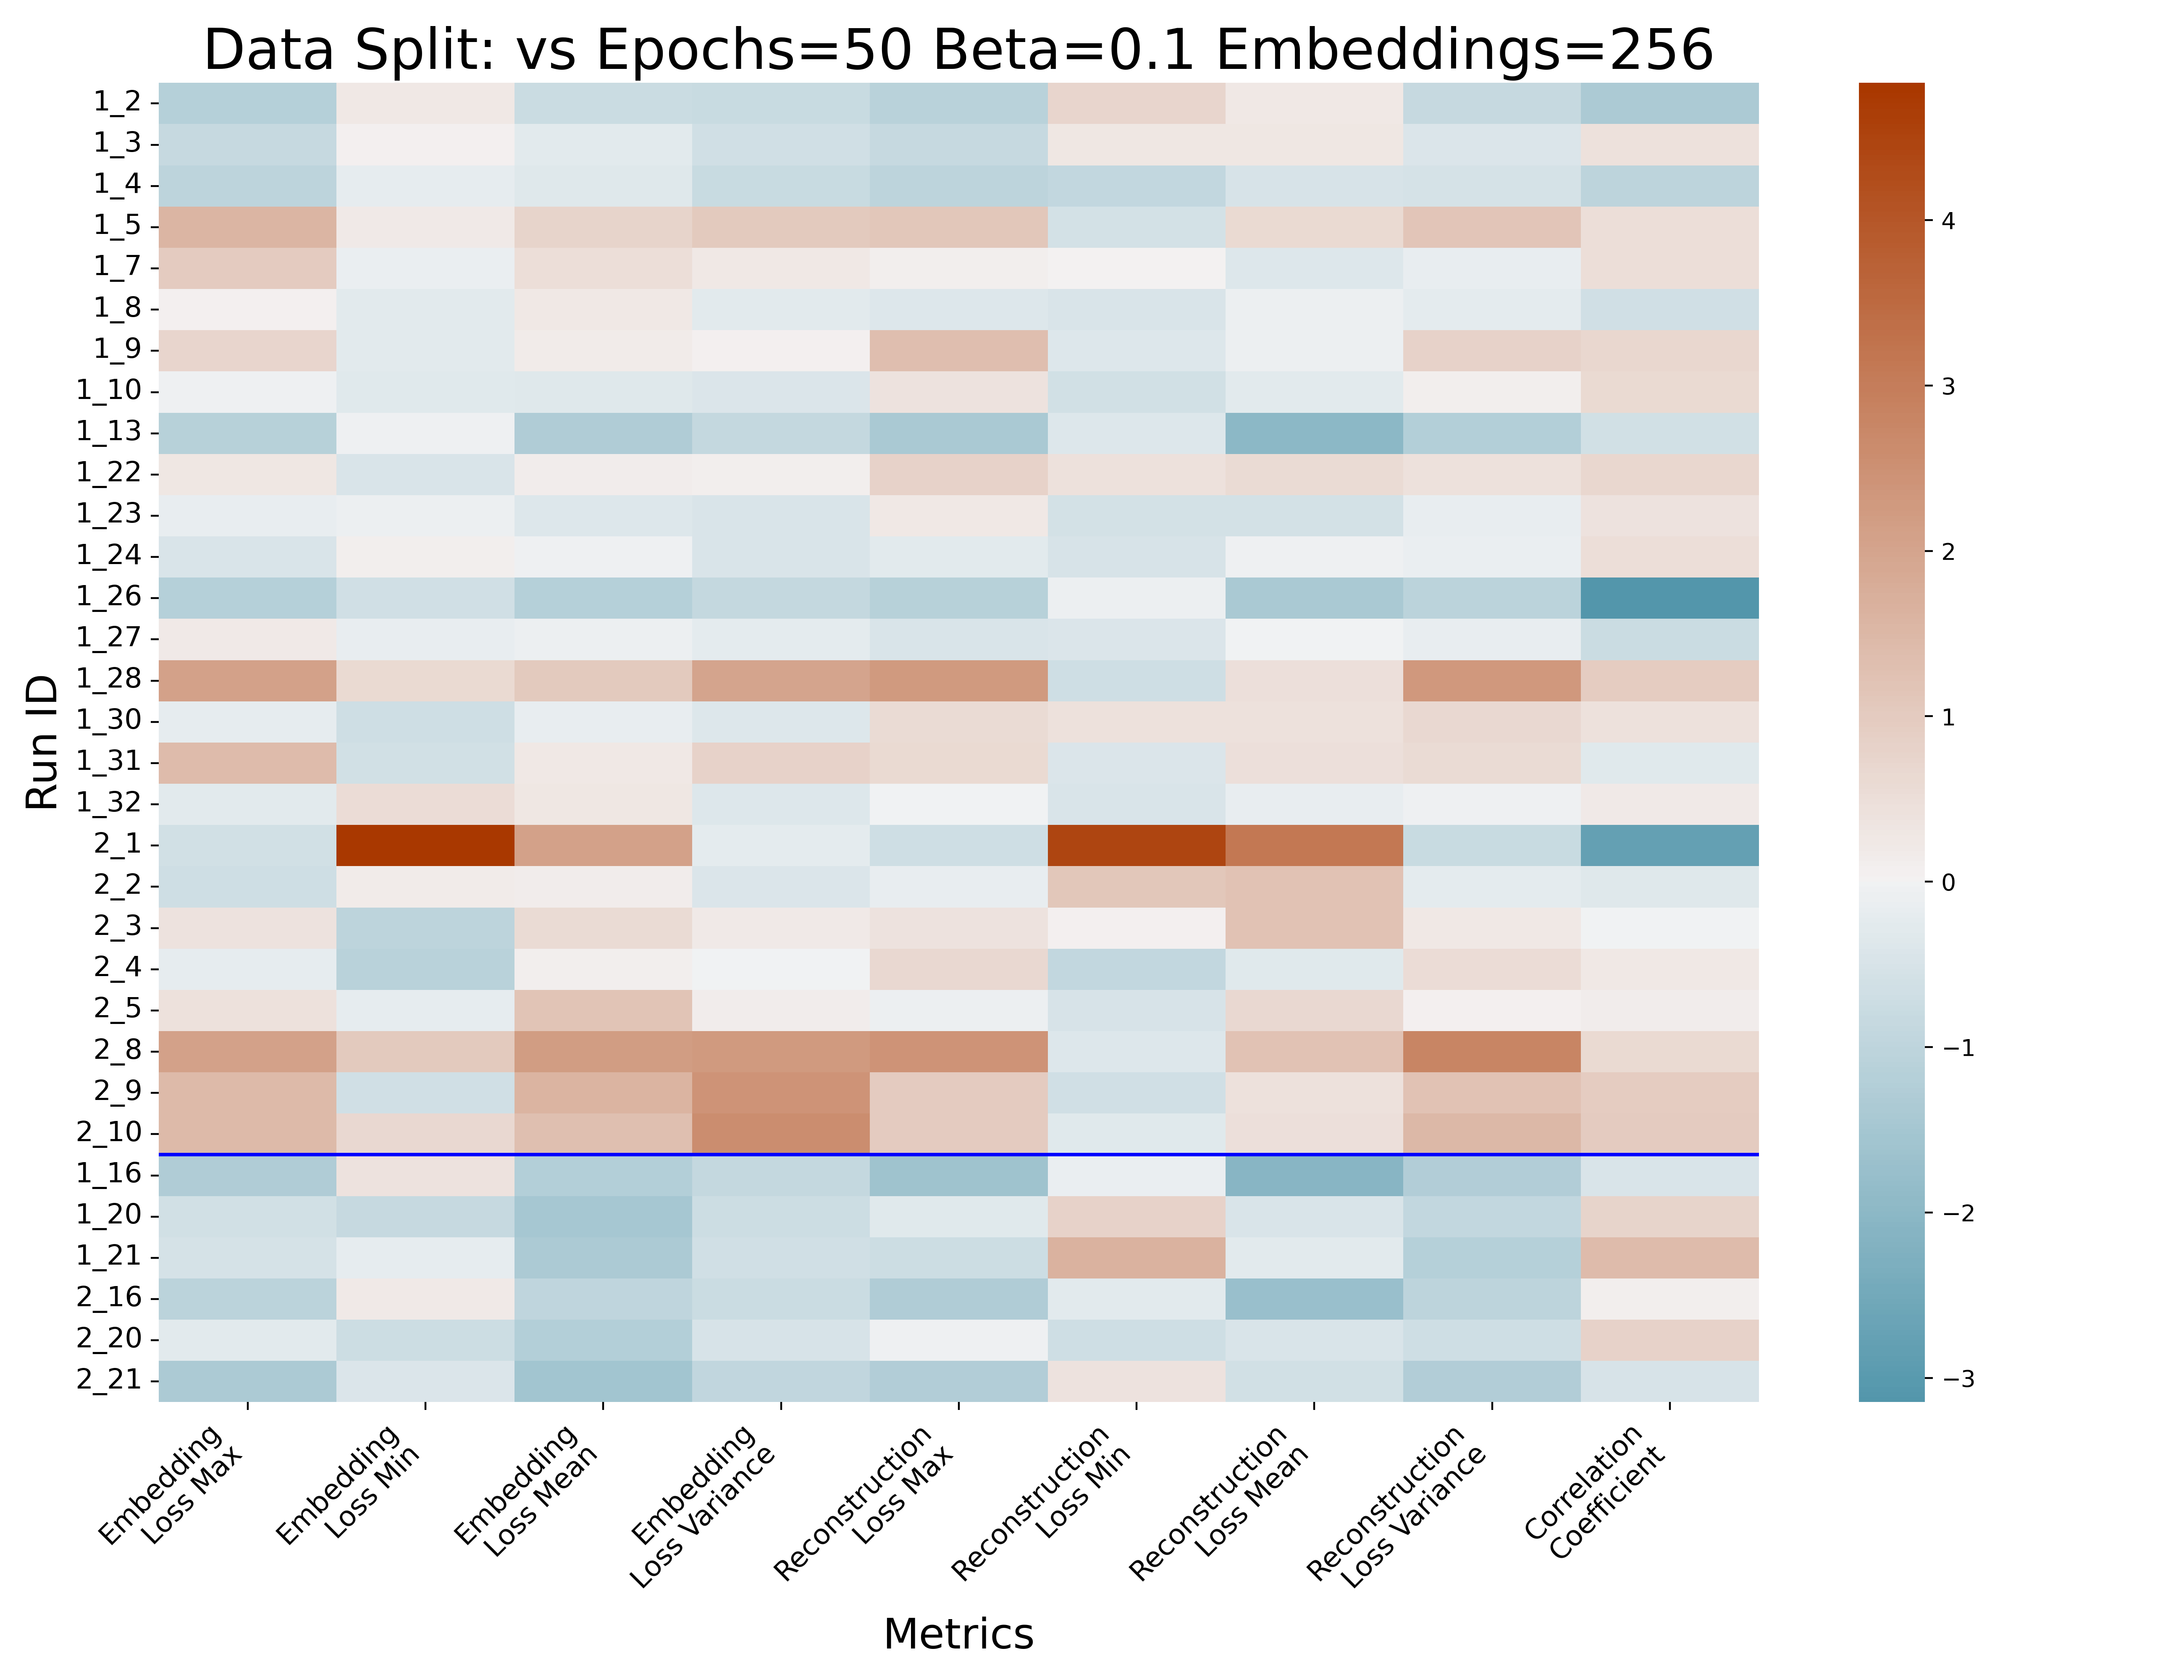 Data Split: vs Epochs=50 Beta=0.1 Embeddings=256
Run ID
1_2
1_3
1_4
1_5
1_7
1_8
1_9
1_10
1_13
1_22
1_23
1_24
1_26
1_27
1_28
1_30
1_31
1_32
2_1
2_2
2_3
2_4
2_5
2_8
2_9
2_10
1_16
1_20
1_21
2_16
2_20
2_21
Embedding
Loss Max
Embedding
Loss Min
Embedding
Loss Mean
Embedding
Loss Variance
Reconstruction
Loss Max
Reconstruction
Loss Min
Reconstruction
Loss Mean
Reconstruction
Loss Variance
Correlation
Coefficient
Metrics
4
3
2
1
0
−1
−2
−3